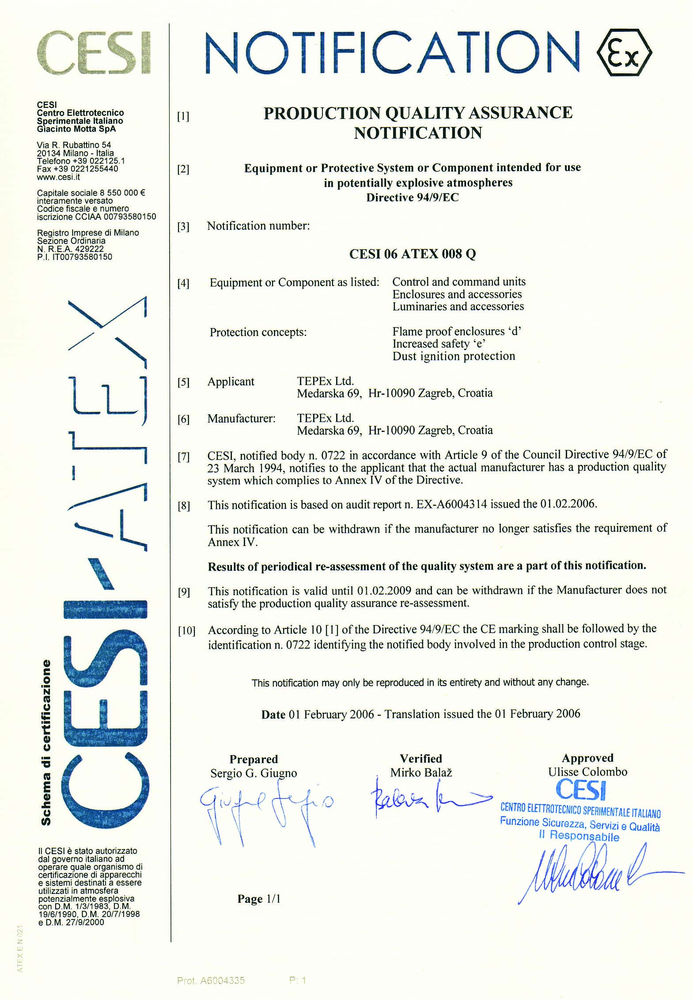 CESI
NOTIFICATION
Ex
CESI
Centro Elettrotecnico
Sperimentale Italiano
Giacinto Motta SpA
Via R. Rubattino 54
20134 Milano - Italia
Telefono +39 022125.1
Fax +39 0221255440
www.cesi.it
Capitale sociale 8 550 000 €
interamente versato
Codice fiscale e numero
iscrizione CCIAA 00793580150
Registro Imprese di Milano
Sezione Ordinaria
N. R.E.A. 429222
P.I. IT00793580150
Schema di certificazione
CESI-ATEX
Il CESI è stato autorizzato
dal governo italiano ad
operare quale organismo di
certificazione di apparecchi
e sistemi destinati a essere
utilizzati in atmosfera
potenzialmente esplosiva
con D.M. 1/3/1983, D.M.
19/6/1990, D.M. 20/7/1998
e D.M. 27/9/2000
ATEX E N 021
[1] PRODUCTION QUALITY ASSURANCE
NOTIFICATION
[2] Equipment or Protective System or Component intended for use
in potentially explosive atmospheres
Directive 94/9/EC
[3] Notification number:
CESI 06 ATEX 008 Q
[4] Equipment or Component as listed: Control and command units
Enclosures and accessories
Luminaries and accessories
Protection concepts: Flame proof enclosures ‘d’
Increased safety ‘e’
Dust ignition protection
[5] Applicant TEPEx Ltd.
Medarska 69, Hr-10090 Zagreb, Croatia
[6] Manufacturer: TEPEx Ltd.
Medarska 69, Hr-10090 Zagreb, Croatia
[7] CESI, notified body n. 0722 in accordance with Article 9 of the Council Directive 94/9/EC of
23 March 1994, notifies to the applicant that the actual manufacturer has a production quality
system which complies to Annex IV of the Directive.
[8] This notification is based on audit report n. EX-A6004314 issued the 01.02.2006.
This notification can be withdrawn if the manufacturer no longer satisfies the requirement of
Annex IV.
Results of periodical re-assessment of the quality system are a part of this notification.
[9] This notification is valid until 01.02.2009 and can be withdrawn if the Manufacturer does not
satisfy the production quality assurance re-assessment.
[10] According to Article 10 [1] of the Directive 94/9/EC the CE marking shall be followed by the
identification n. 0722 identifying the notified body involved in the production control stage.
This notification may only be reproduced in its entirety and without any change.
Date 01 February 2006 - Translation issued the 01 February 2006
Prepared Verified Approved
Sergio G. Giugno Mirko Balaž Ulisse Colombo
CESI
CENTRO ELETTROTECNICO SPERIMENTALE ITALIANO
Funzione Sicurezza, Servizi e Qualità
Il Responsabile
Page 1/1
Prot. A6004335 P: 1